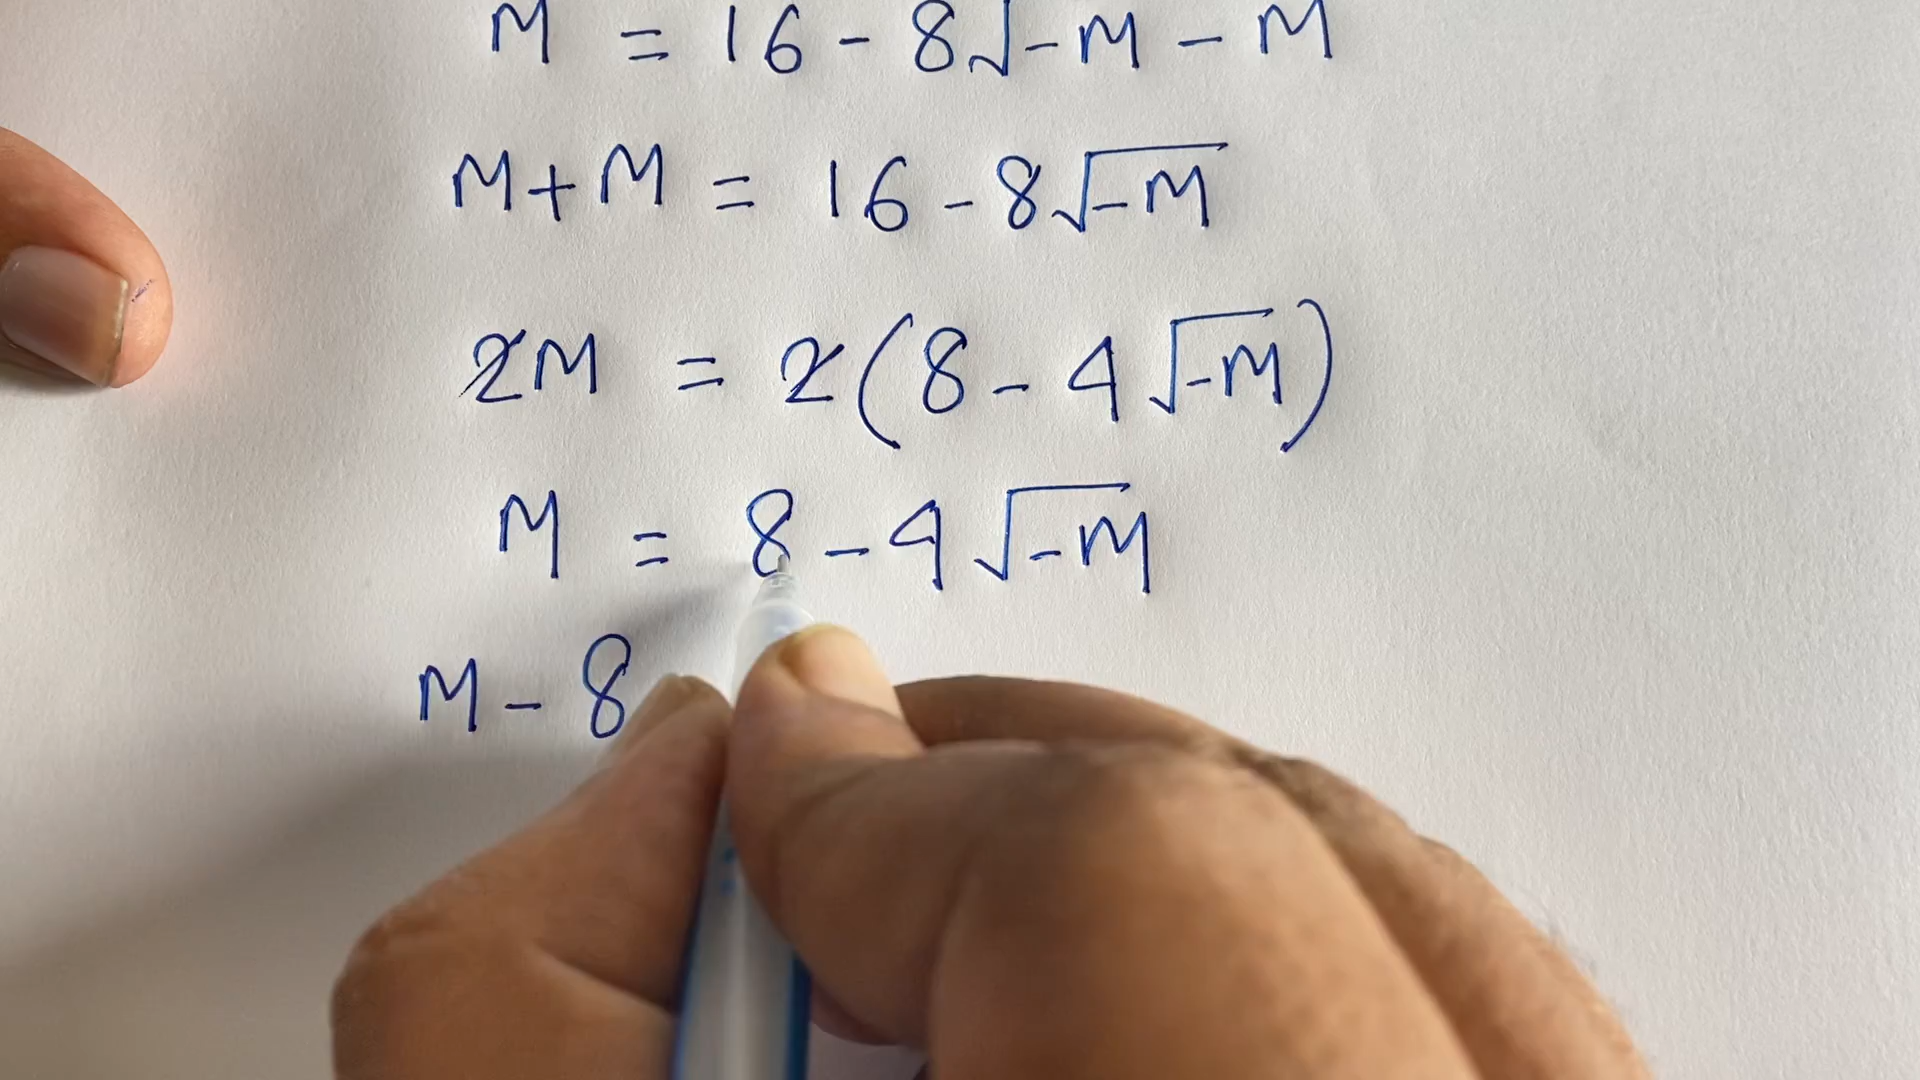 M = 16 - 8√-M - M
M + M = 16 - 8√-M
2M = 2(8 - 4√-M)
M = 8 - 4√-M
M - 8